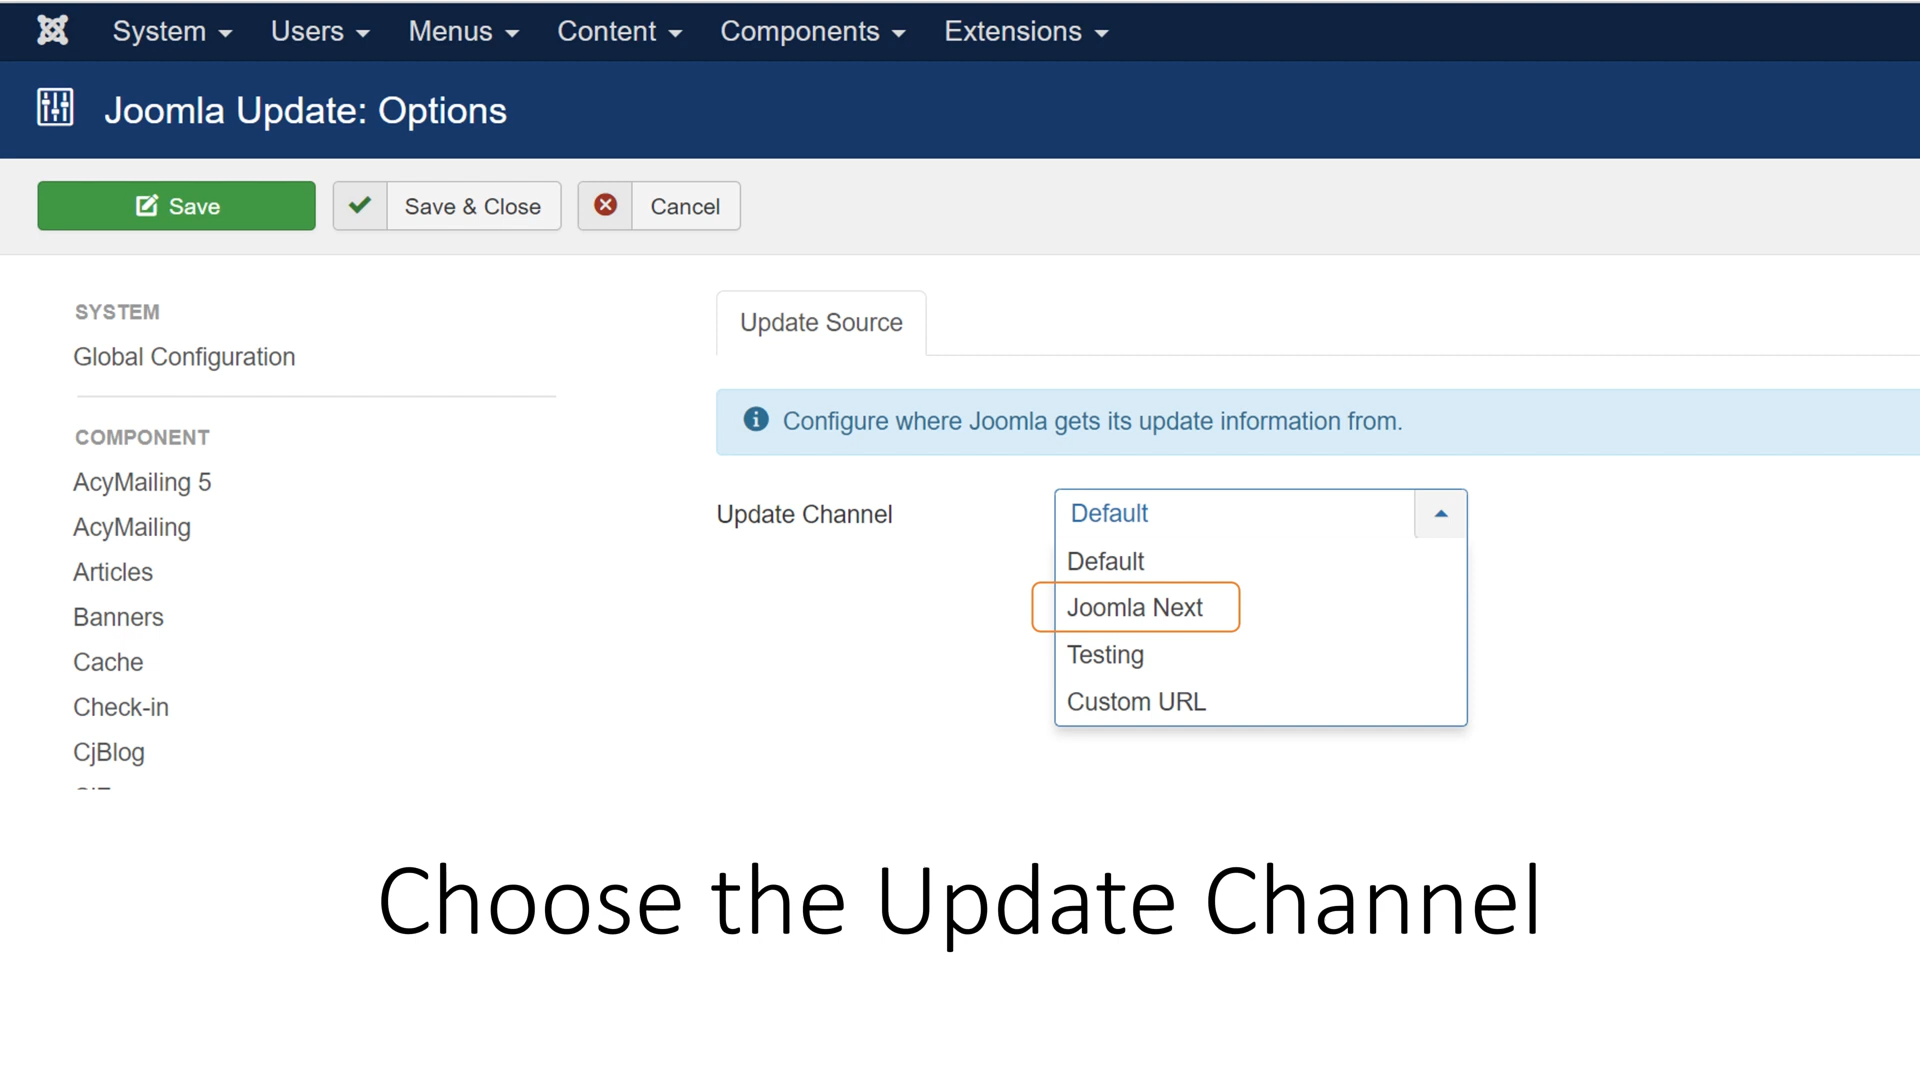 System Users Menus Content Components Extensions
Joomla Update: Options
Save Save & Close Cancel
SYSTEM
Global Configuration
COMPONENT
AcyMailing 5
AcyMailing
Articles
Banners
Cache
Check-in
CjBlog
Update Source
Configure where Joomla gets its update information from.
Update Channel Default
Default
Joomla Next
Testing
Custom URL
Choose the Update Channel